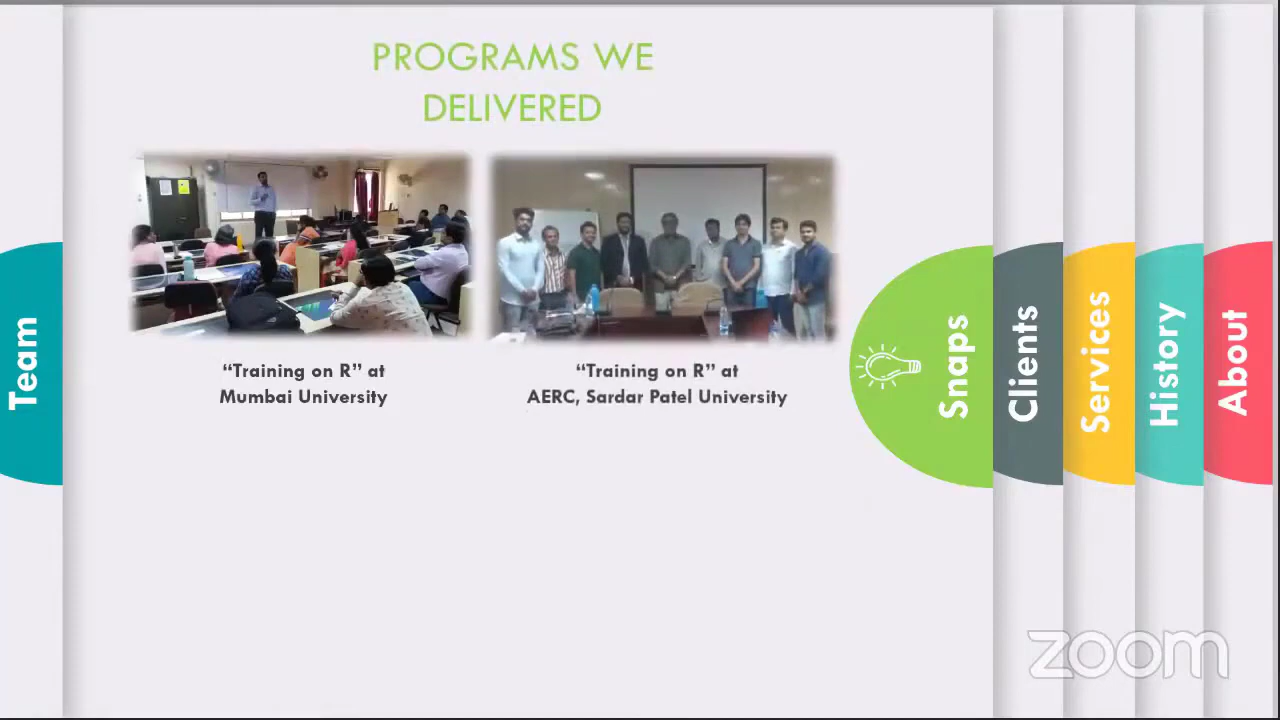 PROGRAMS WE
DELIVERED
“Training on R” at
Mumbai University
“Training on R” at
AERC, Sardar Patel University
Team
Snaps
Clients
Services
History
About
zoom